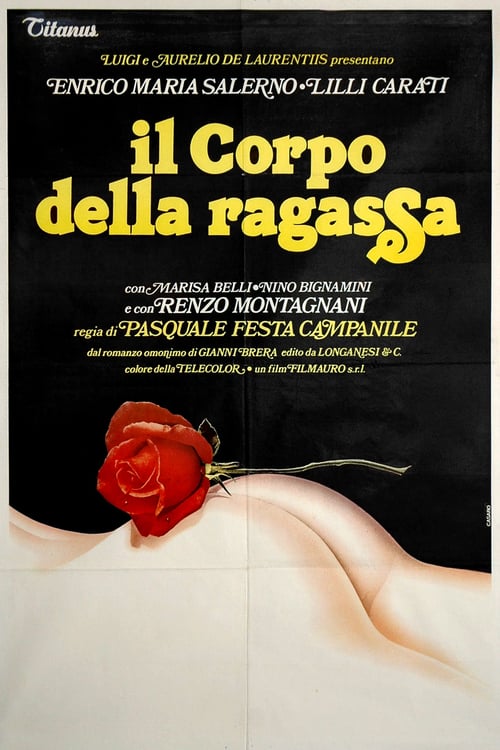 Titanus
LUIGI e AURELIO DE LAURENTIIS presentano
ENRICO MARIA SALERNO • LILLI CARATI
il Corpo
della ragassa
con MARISA BELLI • NINO BIGNAMINI
e con RENZO MONTAGNANI
regia di PASQUALE FESTA CAMPANILE
dal romanzo omonimo di GIANNI BRERA edito da LONGANESI & C.
colore della TELECOLOR • un film FILMAURO s.r.l.
CASARO